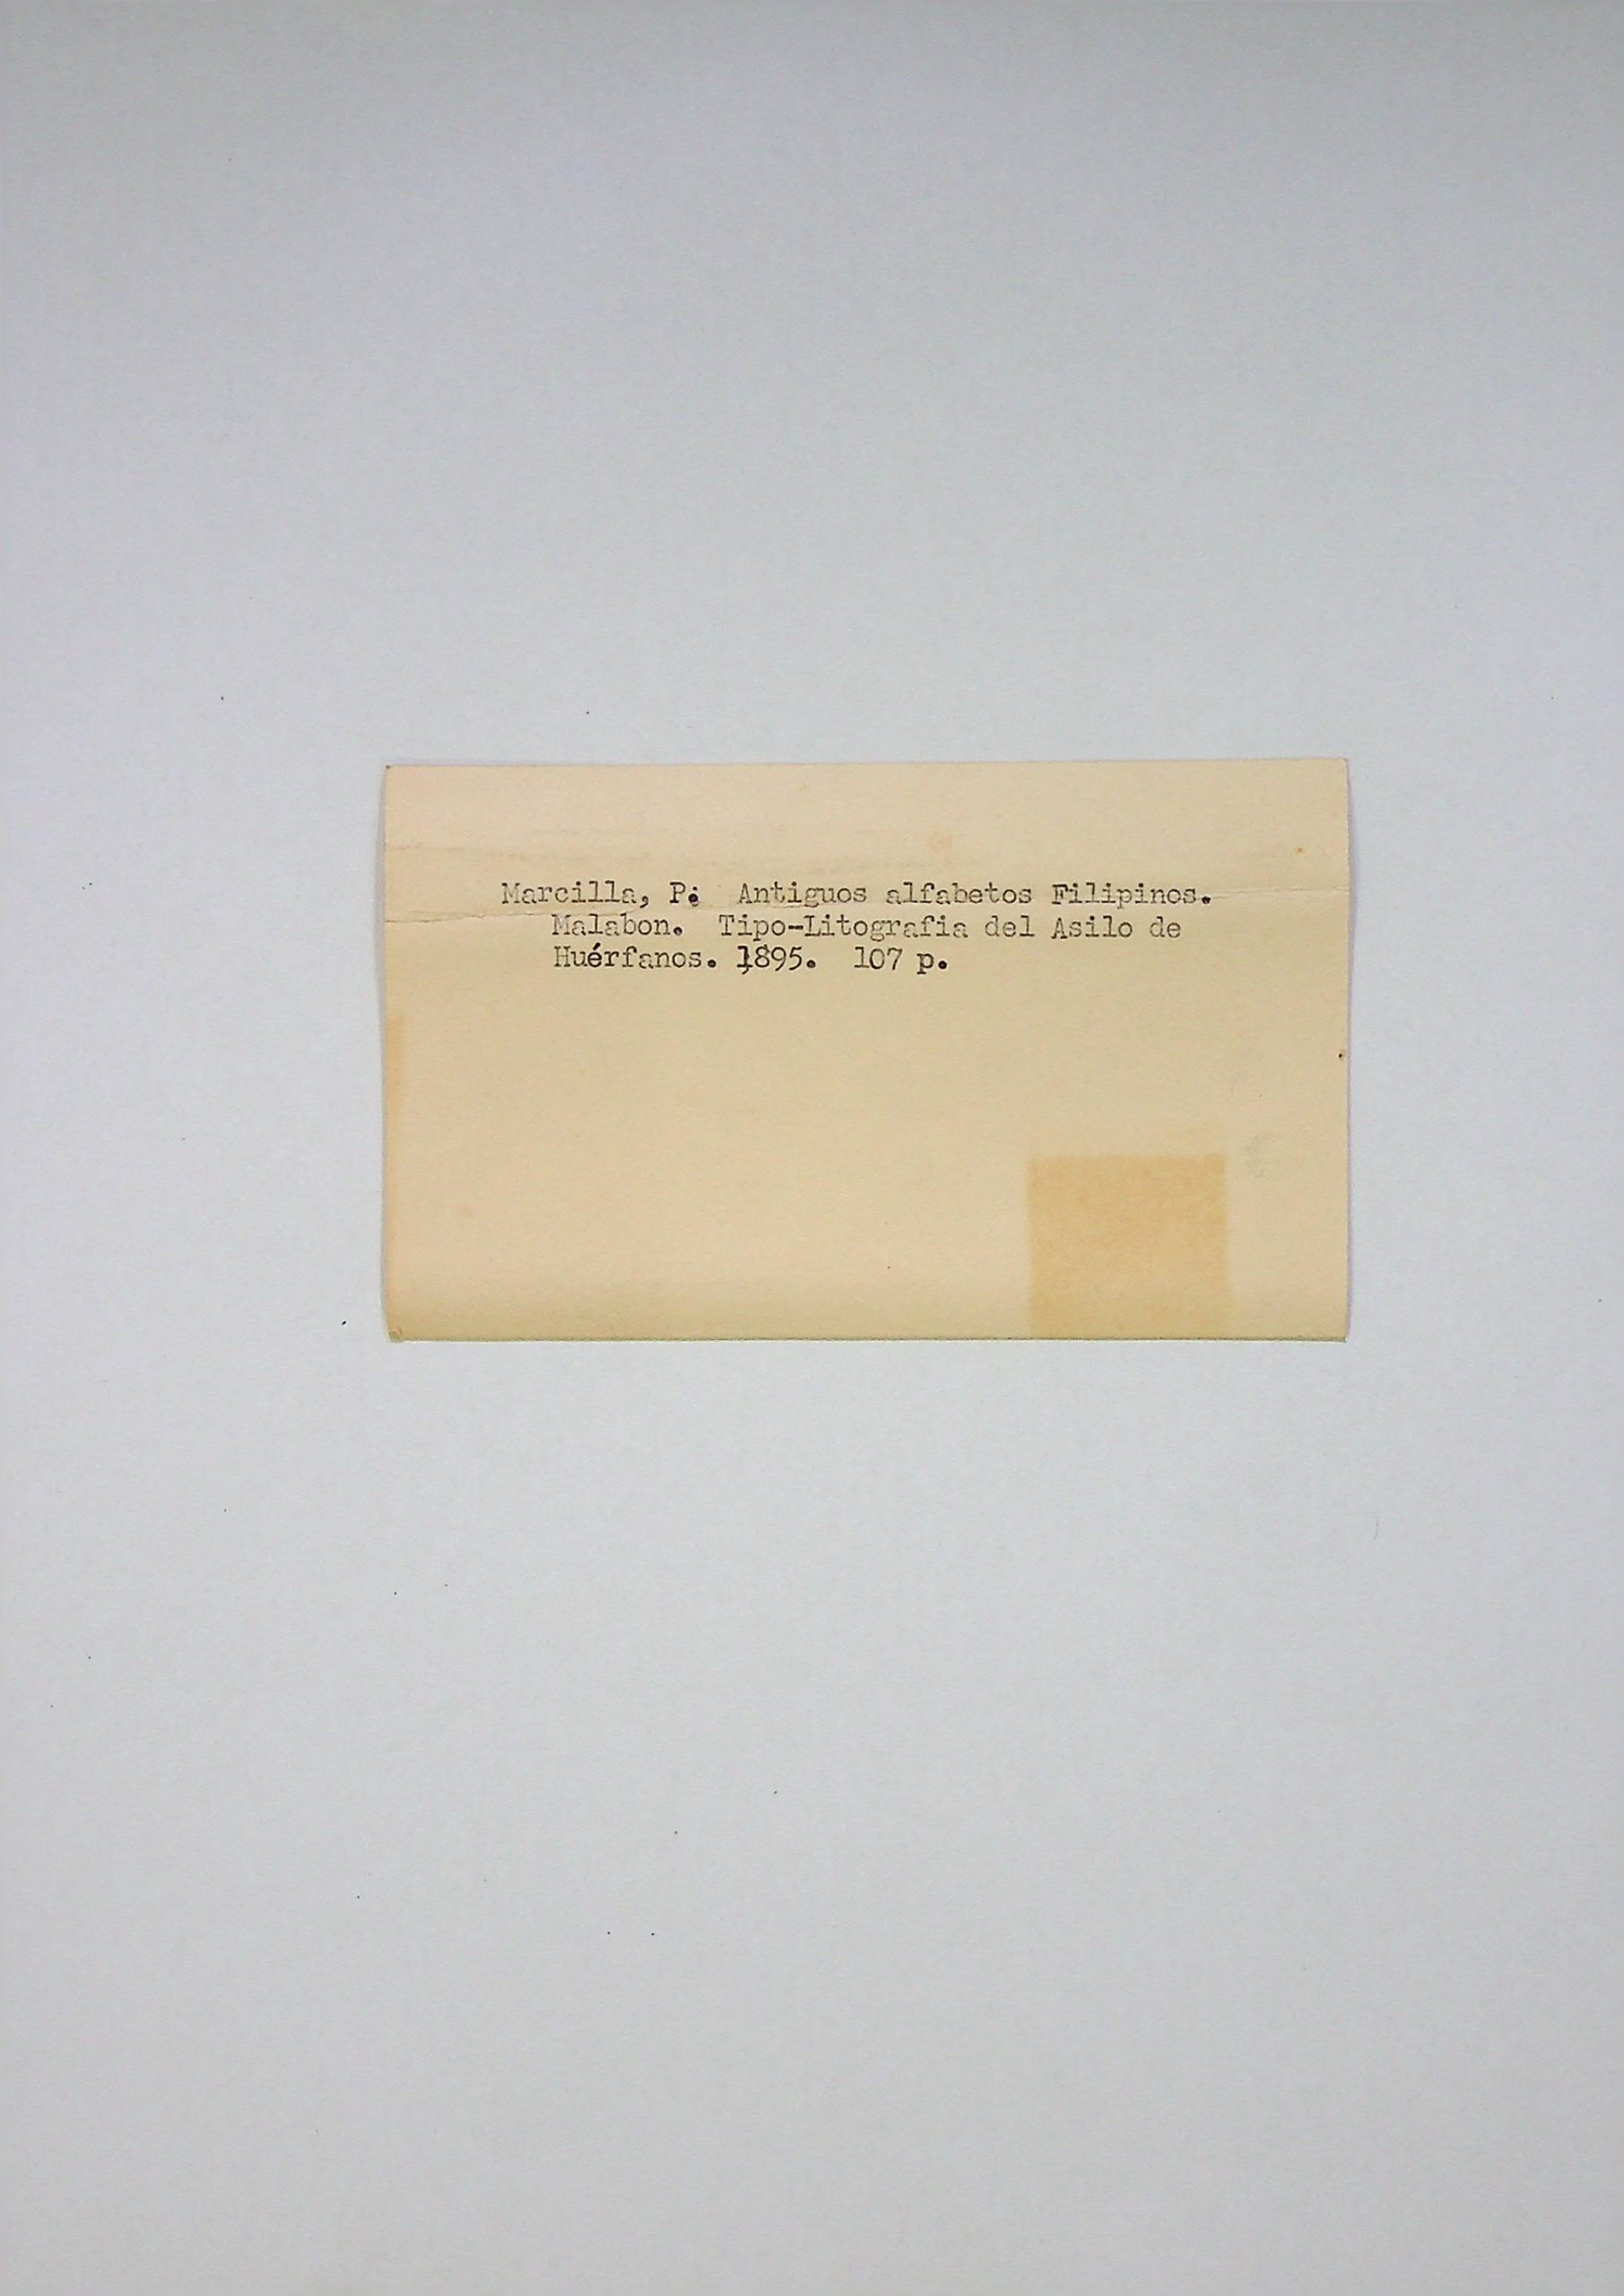 Marcilla, P. Antiguos alfabetos Filipinos.
Malabon. Tipo-Litografia del Asilo de
Huérfanos. 1895. 107 p.